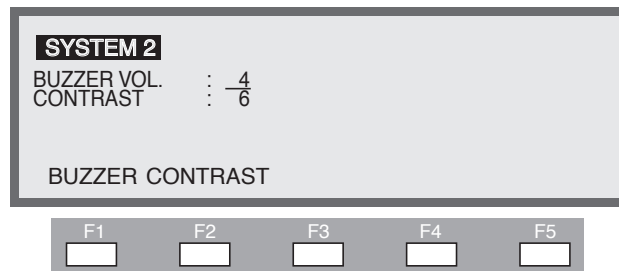 SYSTEM 2
BUZZER VOL. : 4
CONTRAST : 6
BUZZER CONTRAST
F1 F2 F3 F4 F5